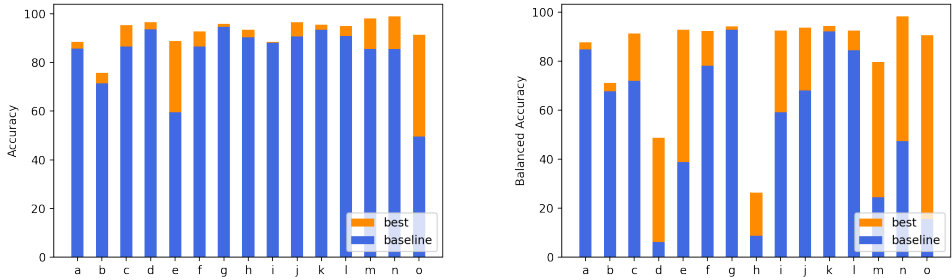 Accuracy
100
80
60
40
20
0
a b c d e f g h i j k l m n o
best
baseline
Balanced Accuracy
100
80
60
40
20
0
a b c d e f g h i j k l m n o
best
baseline